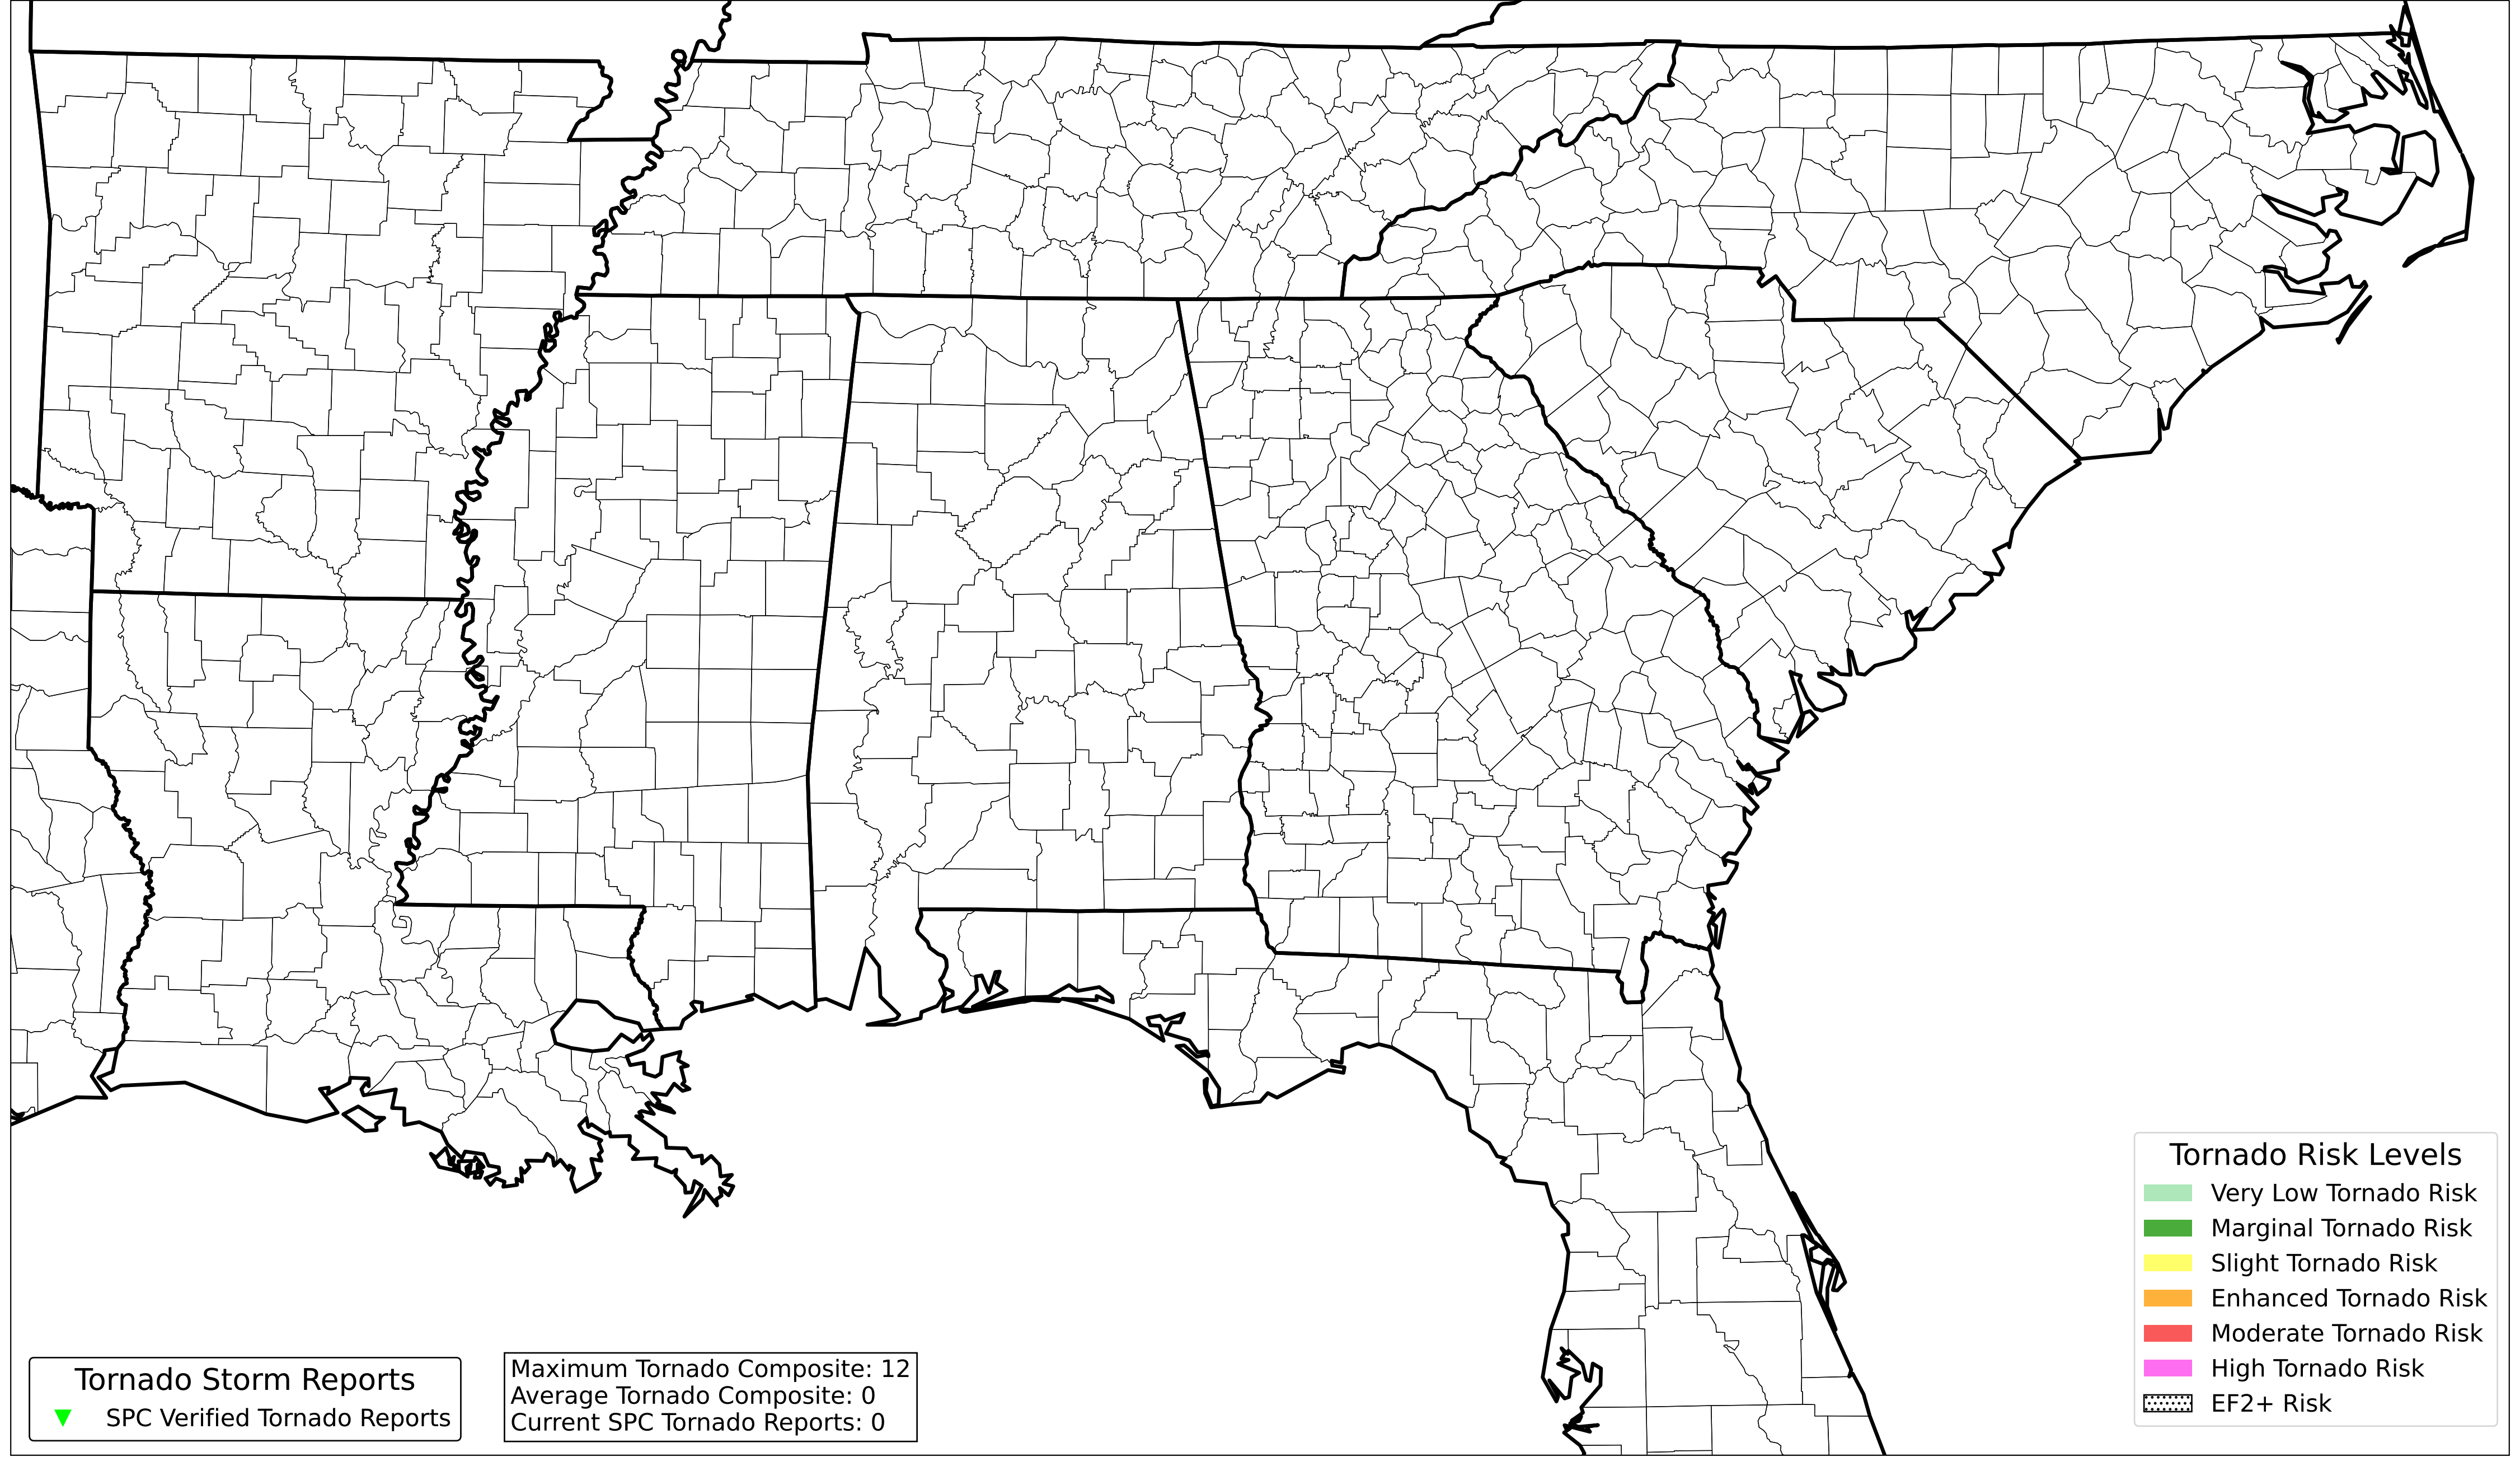 Tornado Risk Levels
Very Low Tornado Risk
Marginal Tornado Risk
Slight Tornado Risk
Enhanced Tornado Risk
Moderate Tornado Risk
High Tornado Risk
EF2+ Risk
Tornado Storm Reports
SPC Verified Tornado Reports
Maximum Tornado Composite: 12
Average Tornado Composite: 0
Current SPC Tornado Reports: 0